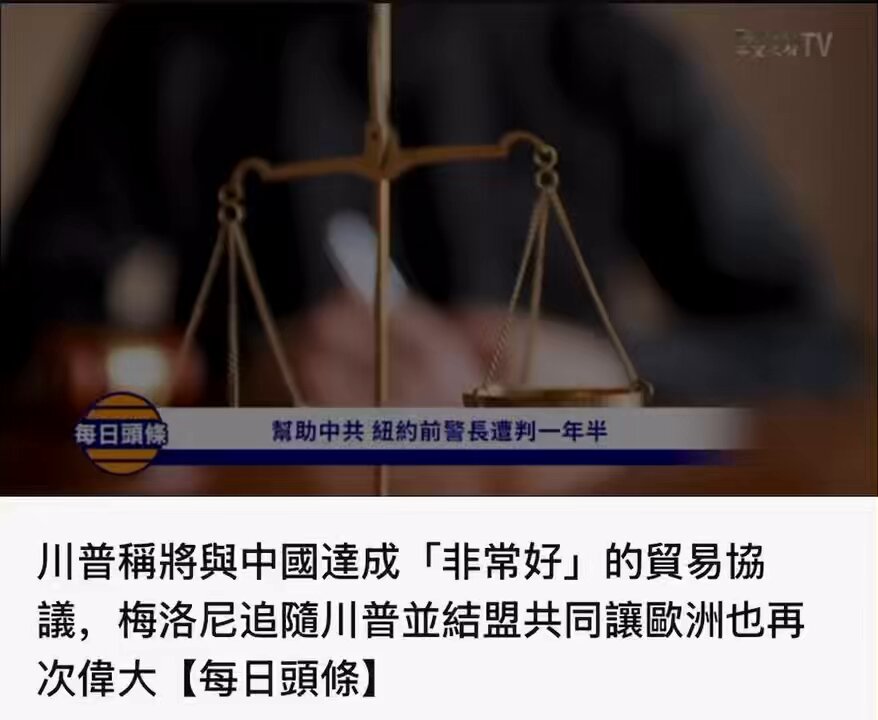 TV
每日頭條
幫助中共 紐約前警長遭判一年半
川普稱將與中國達成「非常好」的貿易協
議，梅洛尼追隨川普並結盟共同讓歐洲也再
次偉大【每日頭條】